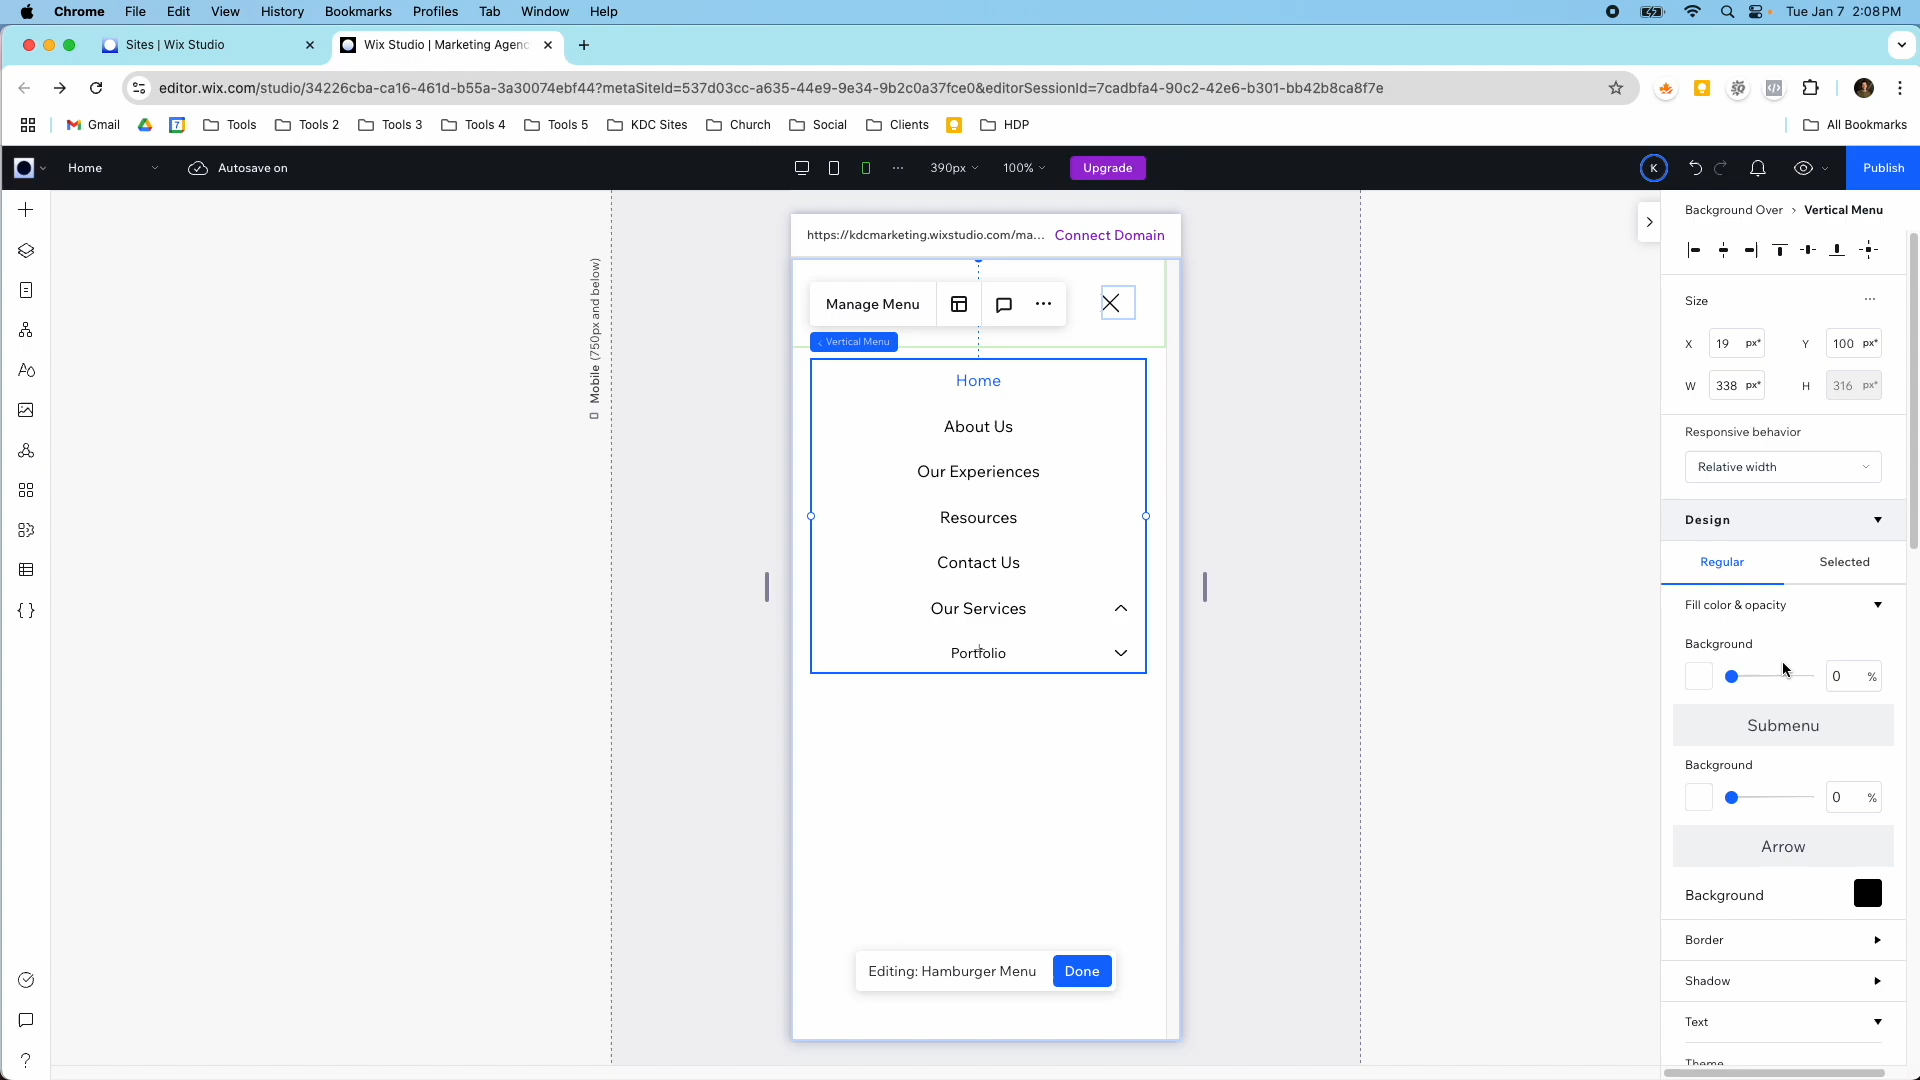 Chrome File Edit View History Bookmarks Profiles Tab Window Help Tue Jan 7 2:08 PM
Sites | Wix Studio Wix Studio | Marketing Agenc
editor.wix.com/studio/34226cba-ca16-461d-b55a-3a30074ebf44?metaSiteId=537d03cc-a635-44e9-9e34-9b2c0a37fce0&editorSessionId=7cadbfa4-90c2-42e6-b301-bb42b8ca8f7e
Gmail 7 Tools Tools 2 Tools 3 Tools 4 Tools 5 KDC Sites Church Social Clients HDP All Bookmarks
Home Autosave on 390px 100% Upgrade K Publish
Mobile (750px and below)
https://kdcmarketing.wixstudio.com/ma... Connect Domain
Manage Menu
Vertical Menu
Home
About Us
Our Experiences
Resources
Contact Us
Our Services
Portfolio
Editing: Hamburger Menu Done
Background Over > Vertical Menu
Size
X 19 px* Y 100 px*
W 338 px* H 316 px*
Responsive behavior
Relative width
Design
Regular Selected
Fill color & opacity
Background
0 %
Submenu
Background
0 %
Arrow
Background
Border
Shadow
Text
Theme